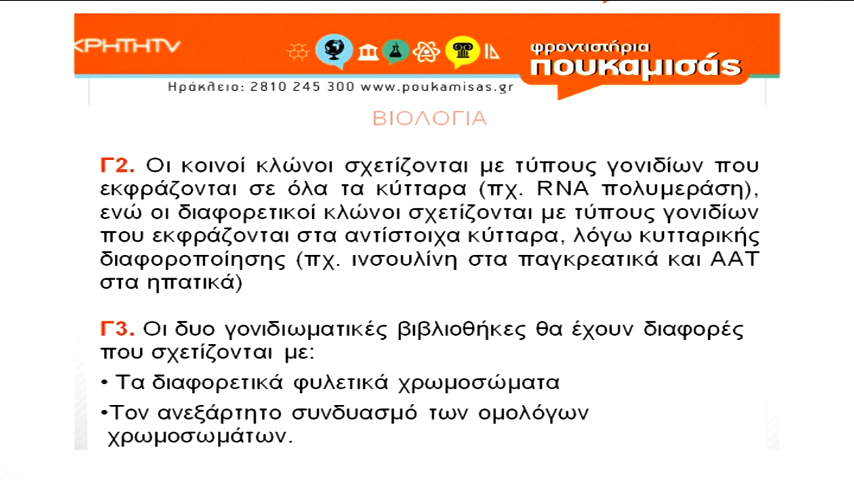 ΚΡΗΤΗTV
φροντιστήρια
πουκαμισάς
Ηράκλειο: 2810 245 300 www.poukamisas.gr
ΒΙΟΛΟΓΙΑ
Γ2. Οι κοινοί κλώνοι σχετίζονται με τύπους γονιδίων που
εκφράζονται σε όλα τα κύτταρα (πχ. RNA πολυμεράση),
ενώ οι διαφορετικοί κλώνοι σχετίζονται με τύπους γονιδίων
που εκφράζονται στα αντίστοιχα κύτταρα, λόγω κυτταρικής
διαφοροποίησης (πχ. ινσουλίνη στα παγκρεατικά και ΑΑΤ
στα ηπατικά)
Γ3. Οι δυο γονιδιωματικές βιβλιοθήκες θα έχουν διαφορές
που σχετίζονται με:
• Τα διαφορετικά φυλετικά χρωμοσώματα
•Τον ανεξάρτητο συνδυασμό των ομολόγων
χρωμοσωμάτων.